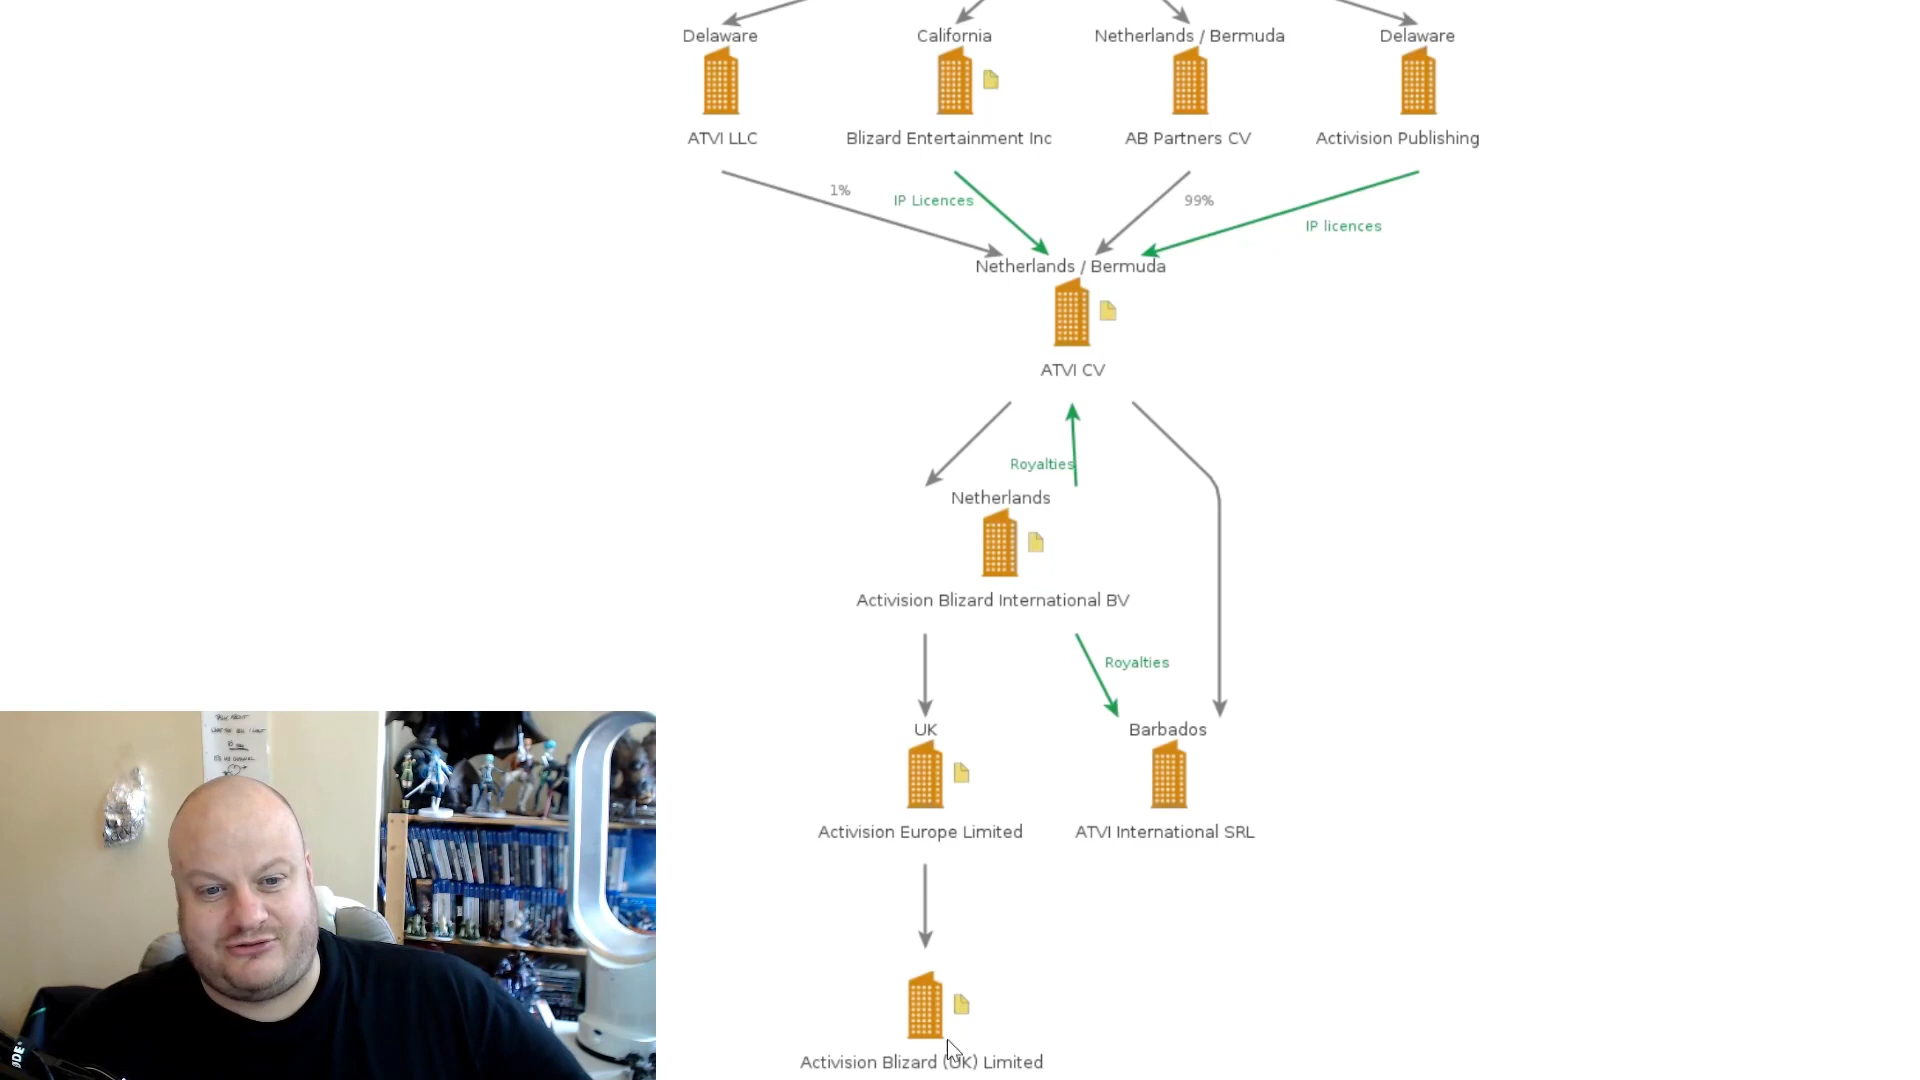 Delaware
California
Netherlands / Bermuda
Delaware
ATVI LLC
Blizard Entertainment Inc
AB Partners CV
Activision Publishing
1%
IP Licences
99%
IP licences
Netherlands / Bermuda
ATVI CV
Royalties
Netherlands
Activision Blizard International BV
Royalties
UK
Barbados
Activision Europe Limited
ATVI International SRL
Activision Blizard (UK) Limited
TALK ABOUT